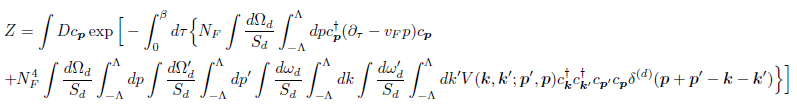 Z = ∫ Dc_𝒑 exp [ − ∫_0^β dτ { N_F ∫ dΩ_d/S_d ∫_{−Λ}^Λ dp c_𝒑^† (∂_τ − v_F p) c_𝒑
+N_F^4 ∫ dΩ_d/S_d ∫_{−Λ}^Λ dp ∫ dΩ'_d/S_d ∫_{−Λ}^Λ dp' ∫ dω_d/S_d ∫_{−Λ}^Λ dk ∫ dω'_d/S_d ∫_{−Λ}^Λ dk' V(𝒌, 𝒌'; 𝒑', 𝒑) c_𝒌^† c_{𝒌'}^† c_{𝒑'} c_𝒑 δ^{(d)}(𝒑 + 𝒑' − 𝒌 − 𝒌') } ]